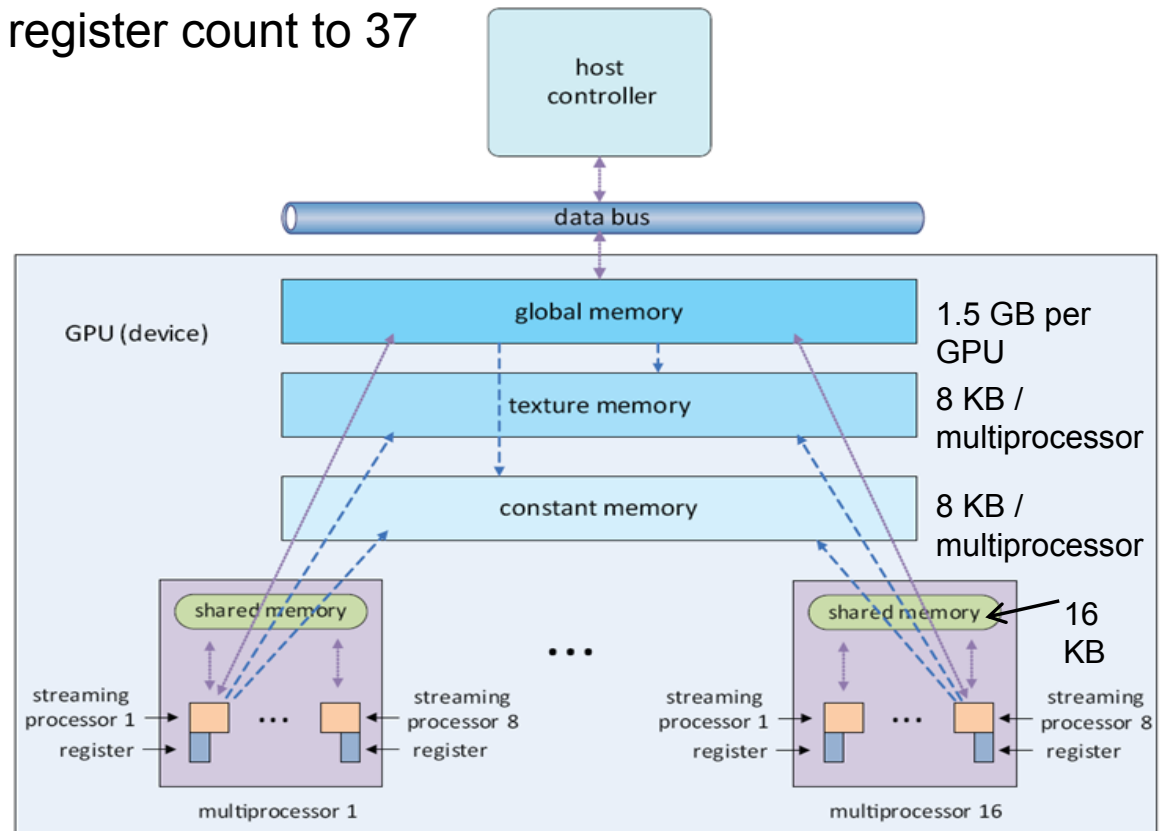 register count to 37
host
controller
data bus
GPU (device)
global memory
1.5 GB per
GPU
texture memory
8 KB /
multiprocessor
constant memory
8 KB /
multiprocessor
shared memory
shared memory
16
KB
streaming
processor 1
...
streaming
processor 8
register
register
...
streaming
processor 1
...
streaming
processor 8
register
register
multiprocessor 1
multiprocessor 16